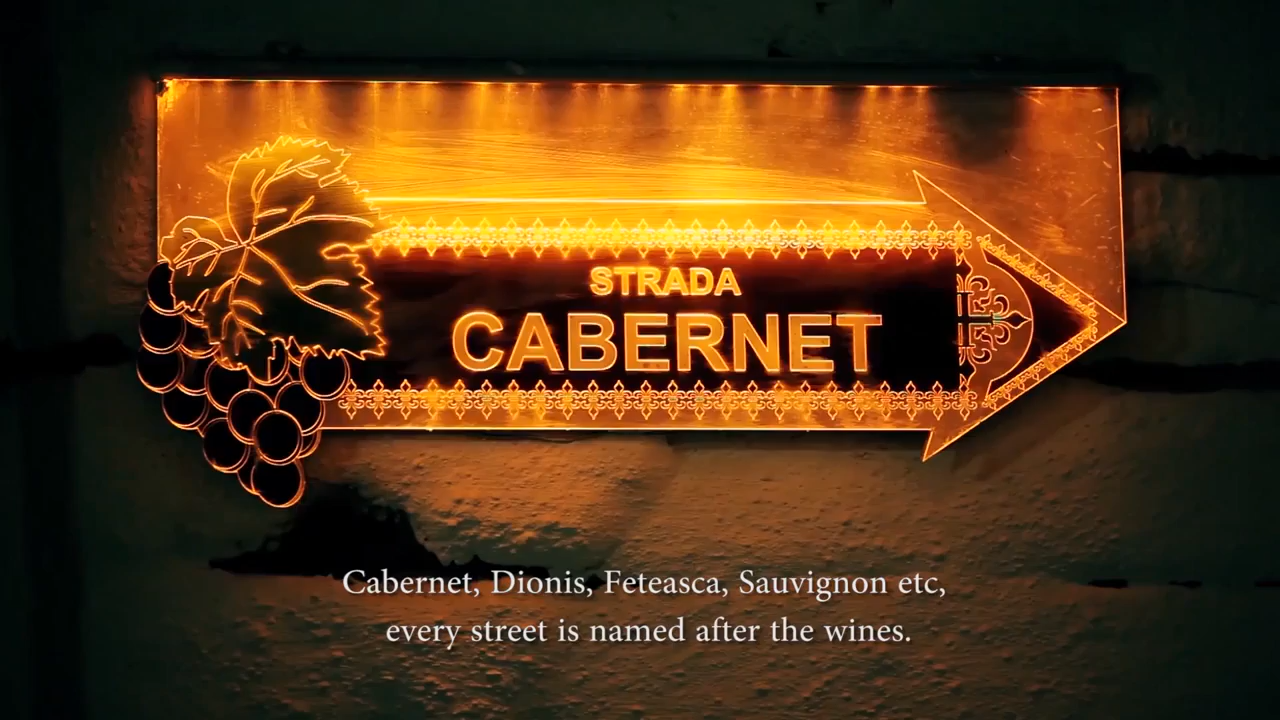 STRADA
CABERNET
Cabernet, Dionis, Feteasca, Sauvignon etc,
every street is named after the wines.